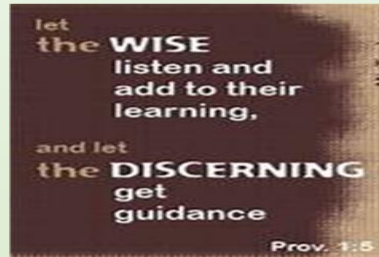 let
the WISE
listen and
add to their
learning,
and let
the DISCERNING
get
guidance
Prov. 1:5